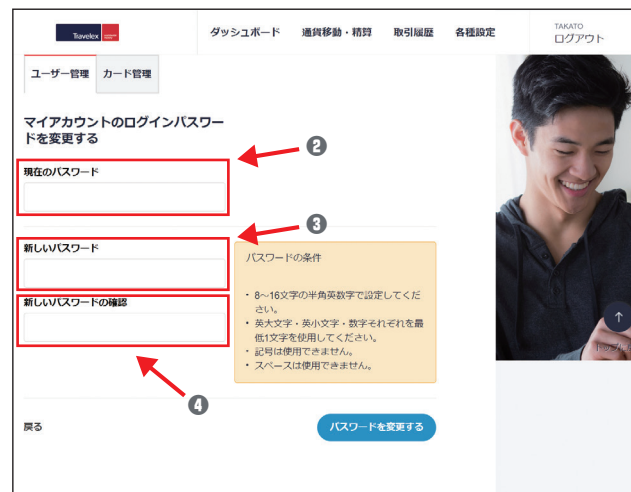 Travelex
ダッシュボード 通貨移動・精算 取引履歴 各種設定
TAKATO
ログアウト
ユーザー管理 カード管理
マイアカウントのログインパスワー
ドを変更する
2
現在のパスワード
3
新しいパスワード
パスワードの条件
・ 8～16文字の半角英数字で設定してくだ
さい。
・ 英大文字・英小文字・数字それぞれを最
低1文字を使用してください。
・ 記号は使用できません。
・ スペースは使用できません。
新しいパスワードの確認
4
戻る
パスワードを変更する